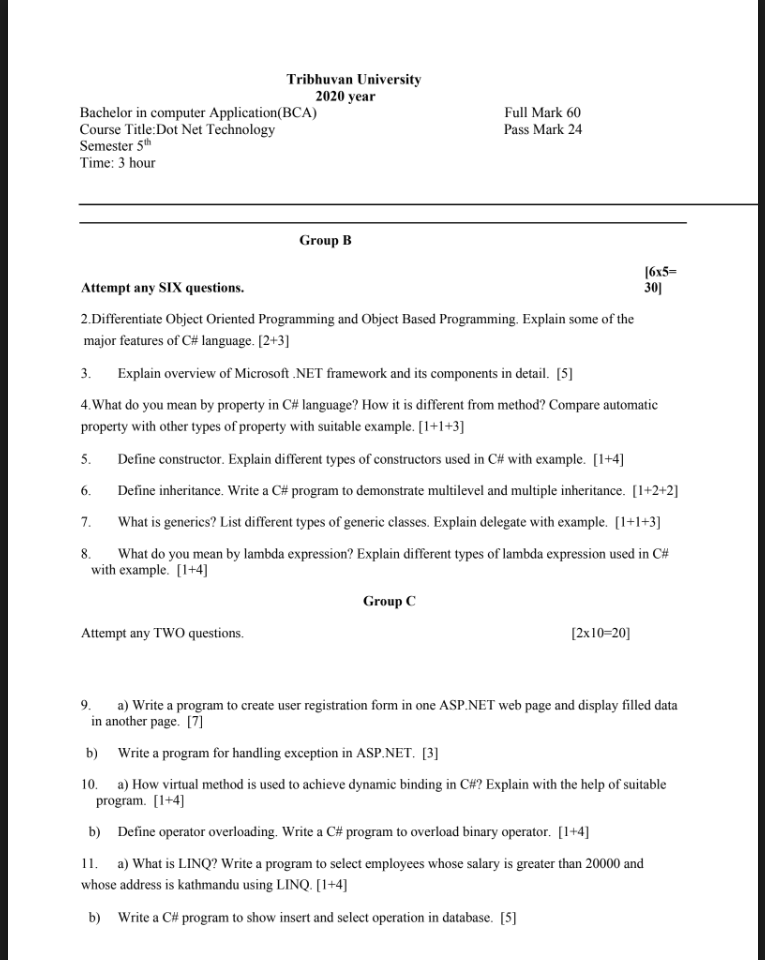 Tribhuvan University
2020 year
Bachelor in computer Application(BCA) Full Mark 60
Course Title:Dot Net Technology Pass Mark 24
Semester 5th
Time: 3 hour
Group B
[6x5=
Attempt any SIX questions. 30]
2.Differentiate Object Oriented Programming and Object Based Programming. Explain some of the
major features of C# language. [2+3]
3. Explain overview of Microsoft .NET framework and its components in detail. [5]
4.What do you mean by property in C# language? How it is different from method? Compare automatic
property with other types of property with suitable example. [1+1+3]
5. Define constructor. Explain different types of constructors used in C# with example. [1+4]
6. Define inheritance. Write a C# program to demonstrate multilevel and multiple inheritance. [1+2+2]
7. What is generics? List different types of generic classes. Explain delegate with example. [1+1+3]
8. What do you mean by lambda expression? Explain different types of lambda expression used in C#
with example. [1+4]
Group C
Attempt any TWO questions. [2x10=20]
9. a) Write a program to create user registration form in one ASP.NET web page and display filled data
in another page. [7]
b) Write a program for handling exception in ASP.NET. [3]
10. a) How virtual method is used to achieve dynamic binding in C#? Explain with the help of suitable
program. [1+4]
b) Define operator overloading. Write a C# program to overload binary operator. [1+4]
11. a) What is LINQ? Write a program to select employees whose salary is greater than 20000 and
whose address is kathmandu using LINQ. [1+4]
b) Write a C# program to show insert and select operation in database. [5]